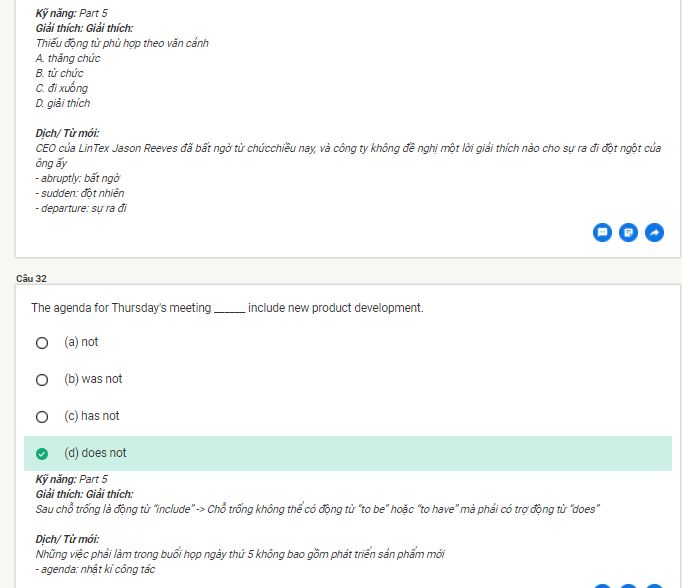 Kỹ năng: Part 5
Giải thích: Giải thích:
Thiếu động từ phù hợp theo văn cảnh
A. thăng chức
B. từ chức
C. đi xuống
D. giải thích
Dịch/ Từ mới:
CEO của LinTex Jason Reeves đã bất ngờ từ chứcchiều nay, và công ty không đề nghị một lời giải thích nào cho sự ra đi đột ngột của
ông ấy
- abruptly: bất ngờ
- sudden: đột nhiên
- departure: sự ra đi
Câu 32
The agenda for Thursday's meeting ______ include new product development.
(a) not
(b) was not
(c) has not
(d) does not
Kỹ năng: Part 5
Giải thích: Giải thích:
Sau chỗ trống là động từ "include" -> Chỗ trống không thể có động từ "to be" hoặc "to have" mà phải có trợ động từ "does"
Dịch/ Từ mới:
Những việc phải làm trong buổi họp ngày thứ 5 không bao gồm phát triển sản phẩm mới
- agenda: nhật kí công tác